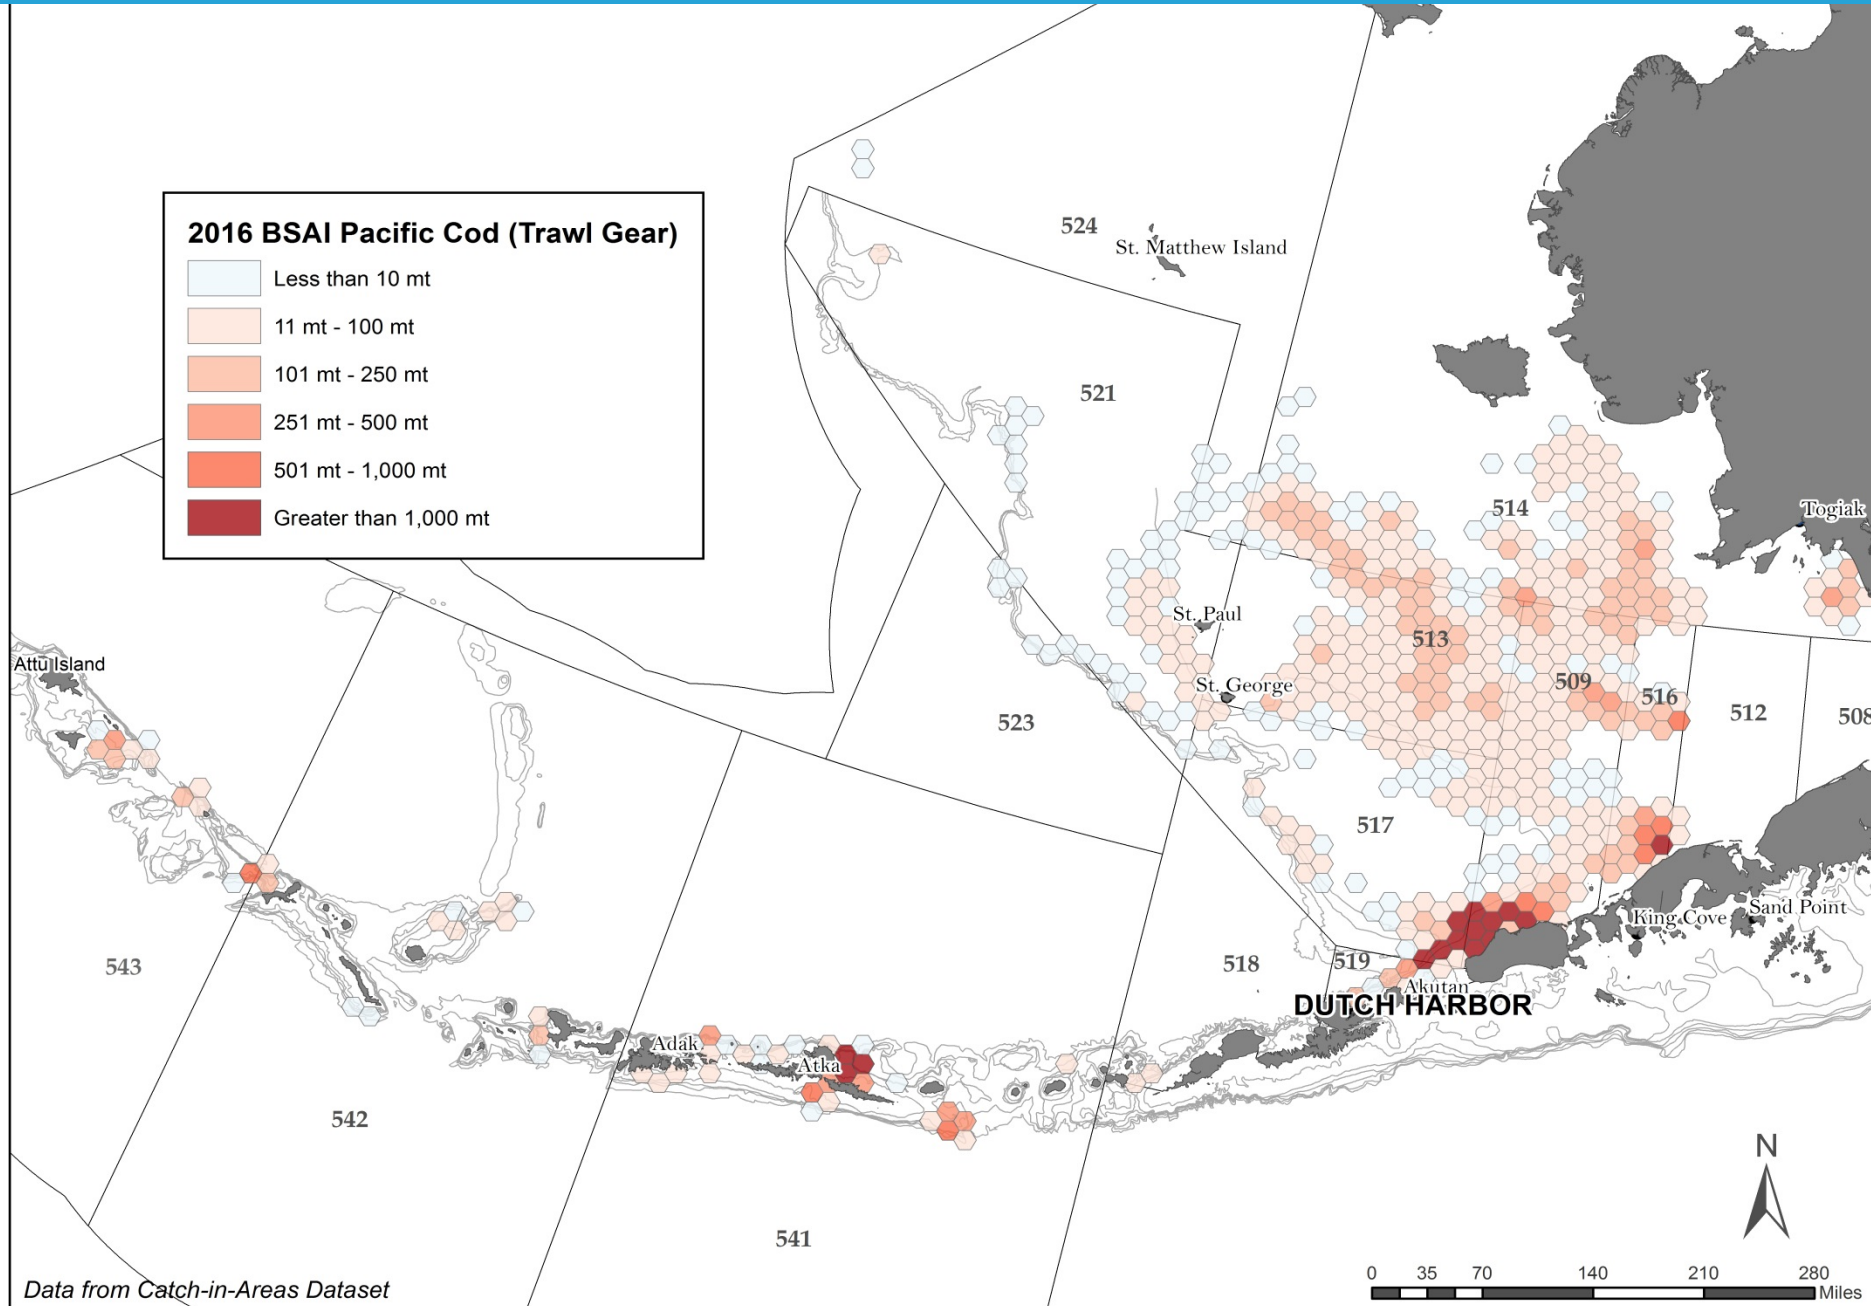 524
St. Matthew Island
2016 BSAI Pacific Cod (Trawl Gear)
Less than 10 mt
11 mt - 100 mt
101 mt - 250 mt
251 mt - 500 mt
501 mt - 1,000 mt
Greater than 1,000 mt
521
514
Togiak
St. Paul
513
Attu Island
St. George
509
516
512
508
523
517
King Cove
Sand Point
543
518
519
Akutan
DUTCH HARBOR
Adak
Atka
542
541
N
0 35 70 140 210 280
Miles
Data from Catch-in-Areas Dataset